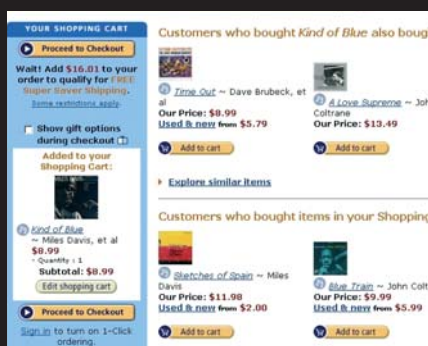 YOUR SHOPPING CART
Proceed to Checkout
Wait! Add $16.01 to your
order to qualify for FREE
Super Saver Shipping.
Some restrictions apply.
Show gift options
during checkout
Added to your
Shopping Cart:
Kind of Blue
~ Miles Davis, et al
$8.99
- Quantity : 1
Subtotal: $8.99
Edit shopping cart
Proceed to Checkout
Sign in to turn on 1-Click
ordering.
Customers who bought Kind of Blue also boug
Time Out ~ Dave Brubeck, et
al
Our Price: $8.99
Used & new from $5.79
Add to cart
A Love Supreme ~ Joh
Coltrane
Our Price: $13.49
Add to cart
Explore similar items
Customers who bought items in your Shopping
Sketches of Spain ~ Miles
Davis
Our Price: $11.98
Used & new from $2.00
Add to cart
Blue Train ~ John Colt
Our Price: $9.99
Used & new from $5.99
Add to cart